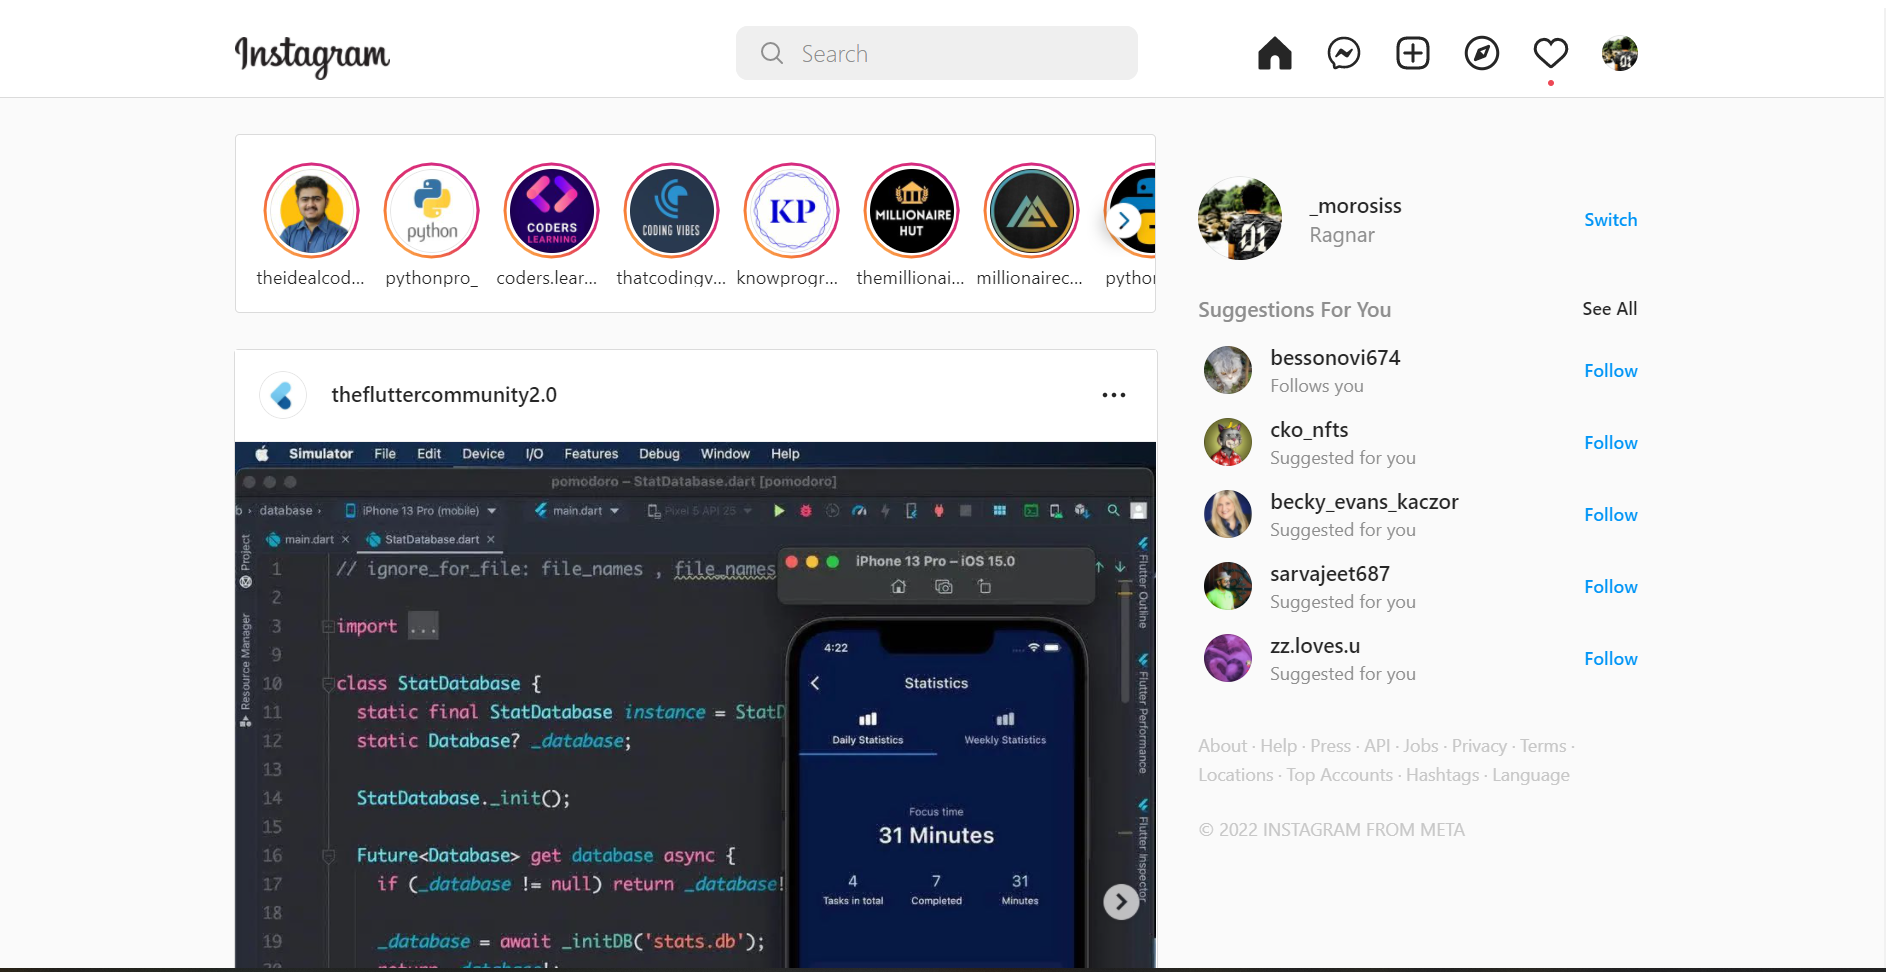 Instagram
Search
python
CODERS
LEARNING
CODING VIBES
KP
MILLIONAIRE
HUT
theidealcod...
pythonpro_
coders.lear...
thatcodingv...
knowprogr...
themillionai...
millionairec...
_morosiss
Ragnar
Switch
Suggestions For You
See All
bessonovi674
Follows you
Follow
cko_nfts
Suggested for you
Follow
becky_evans_kaczor
Suggested for you
Follow
sarvajeet687
Suggested for you
Follow
zz.loves.u
Suggested for you
Follow
About · Help · Press · API · Jobs · Privacy · Terms ·
Locations · Top Accounts · Hashtags · Language
© 2022 INSTAGRAM FROM META
thefluttercommunity2.0
Simulator File Edit Device I/O Features Debug Window Help
pomodoro – StatDatabase.dart [pomodoro]
b › database › iPhone 13 Pro (mobile) main.dart Pixel 5 API 25
main.dart × StatDatabase.dart ×
Project
Resource Manager
1 // ignore_for_file: file_names , file_names
2
3 import ...
9
10 class StatDatabase {
11 static final StatDatabase instance = StatD
12 static Database? _database;
13
14 StatDatabase._init();
15
16 Future<Database> get database async {
17 if (_database != null) return _database!
18
19 _database = await _initDB('stats.db');
iPhone 13 Pro – iOS 15.0
4:22
Statistics
Daily Statistics
Weekly Statistics
Focus time
31 Minutes
4 7 31
Tasks in total Completed Minutes
Flutter Outline
Flutter Performance
Flutter Inspector